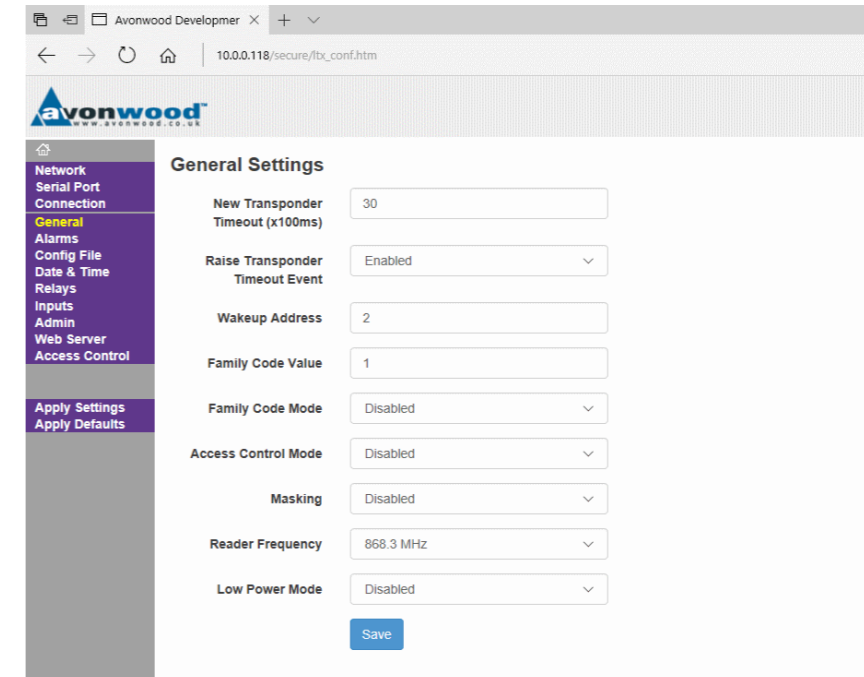 Avonwood Developmer
10.0.0.118/secure/ltx_conf.htm
avonwood™
www.avonwood.co.uk
Network
Serial Port
Connection
General
Alarms
Config File
Date & Time
Relays
Inputs
Admin
Web Server
Access Control
Apply Settings
Apply Defaults
General Settings
New Transponder
Timeout (x100ms)
30
Raise Transponder
Timeout Event
Enabled
Wakeup Address
2
Family Code Value
1
Family Code Mode
Disabled
Access Control Mode
Disabled
Masking
Disabled
Reader Frequency
868.3 MHz
Low Power Mode
Disabled
Save